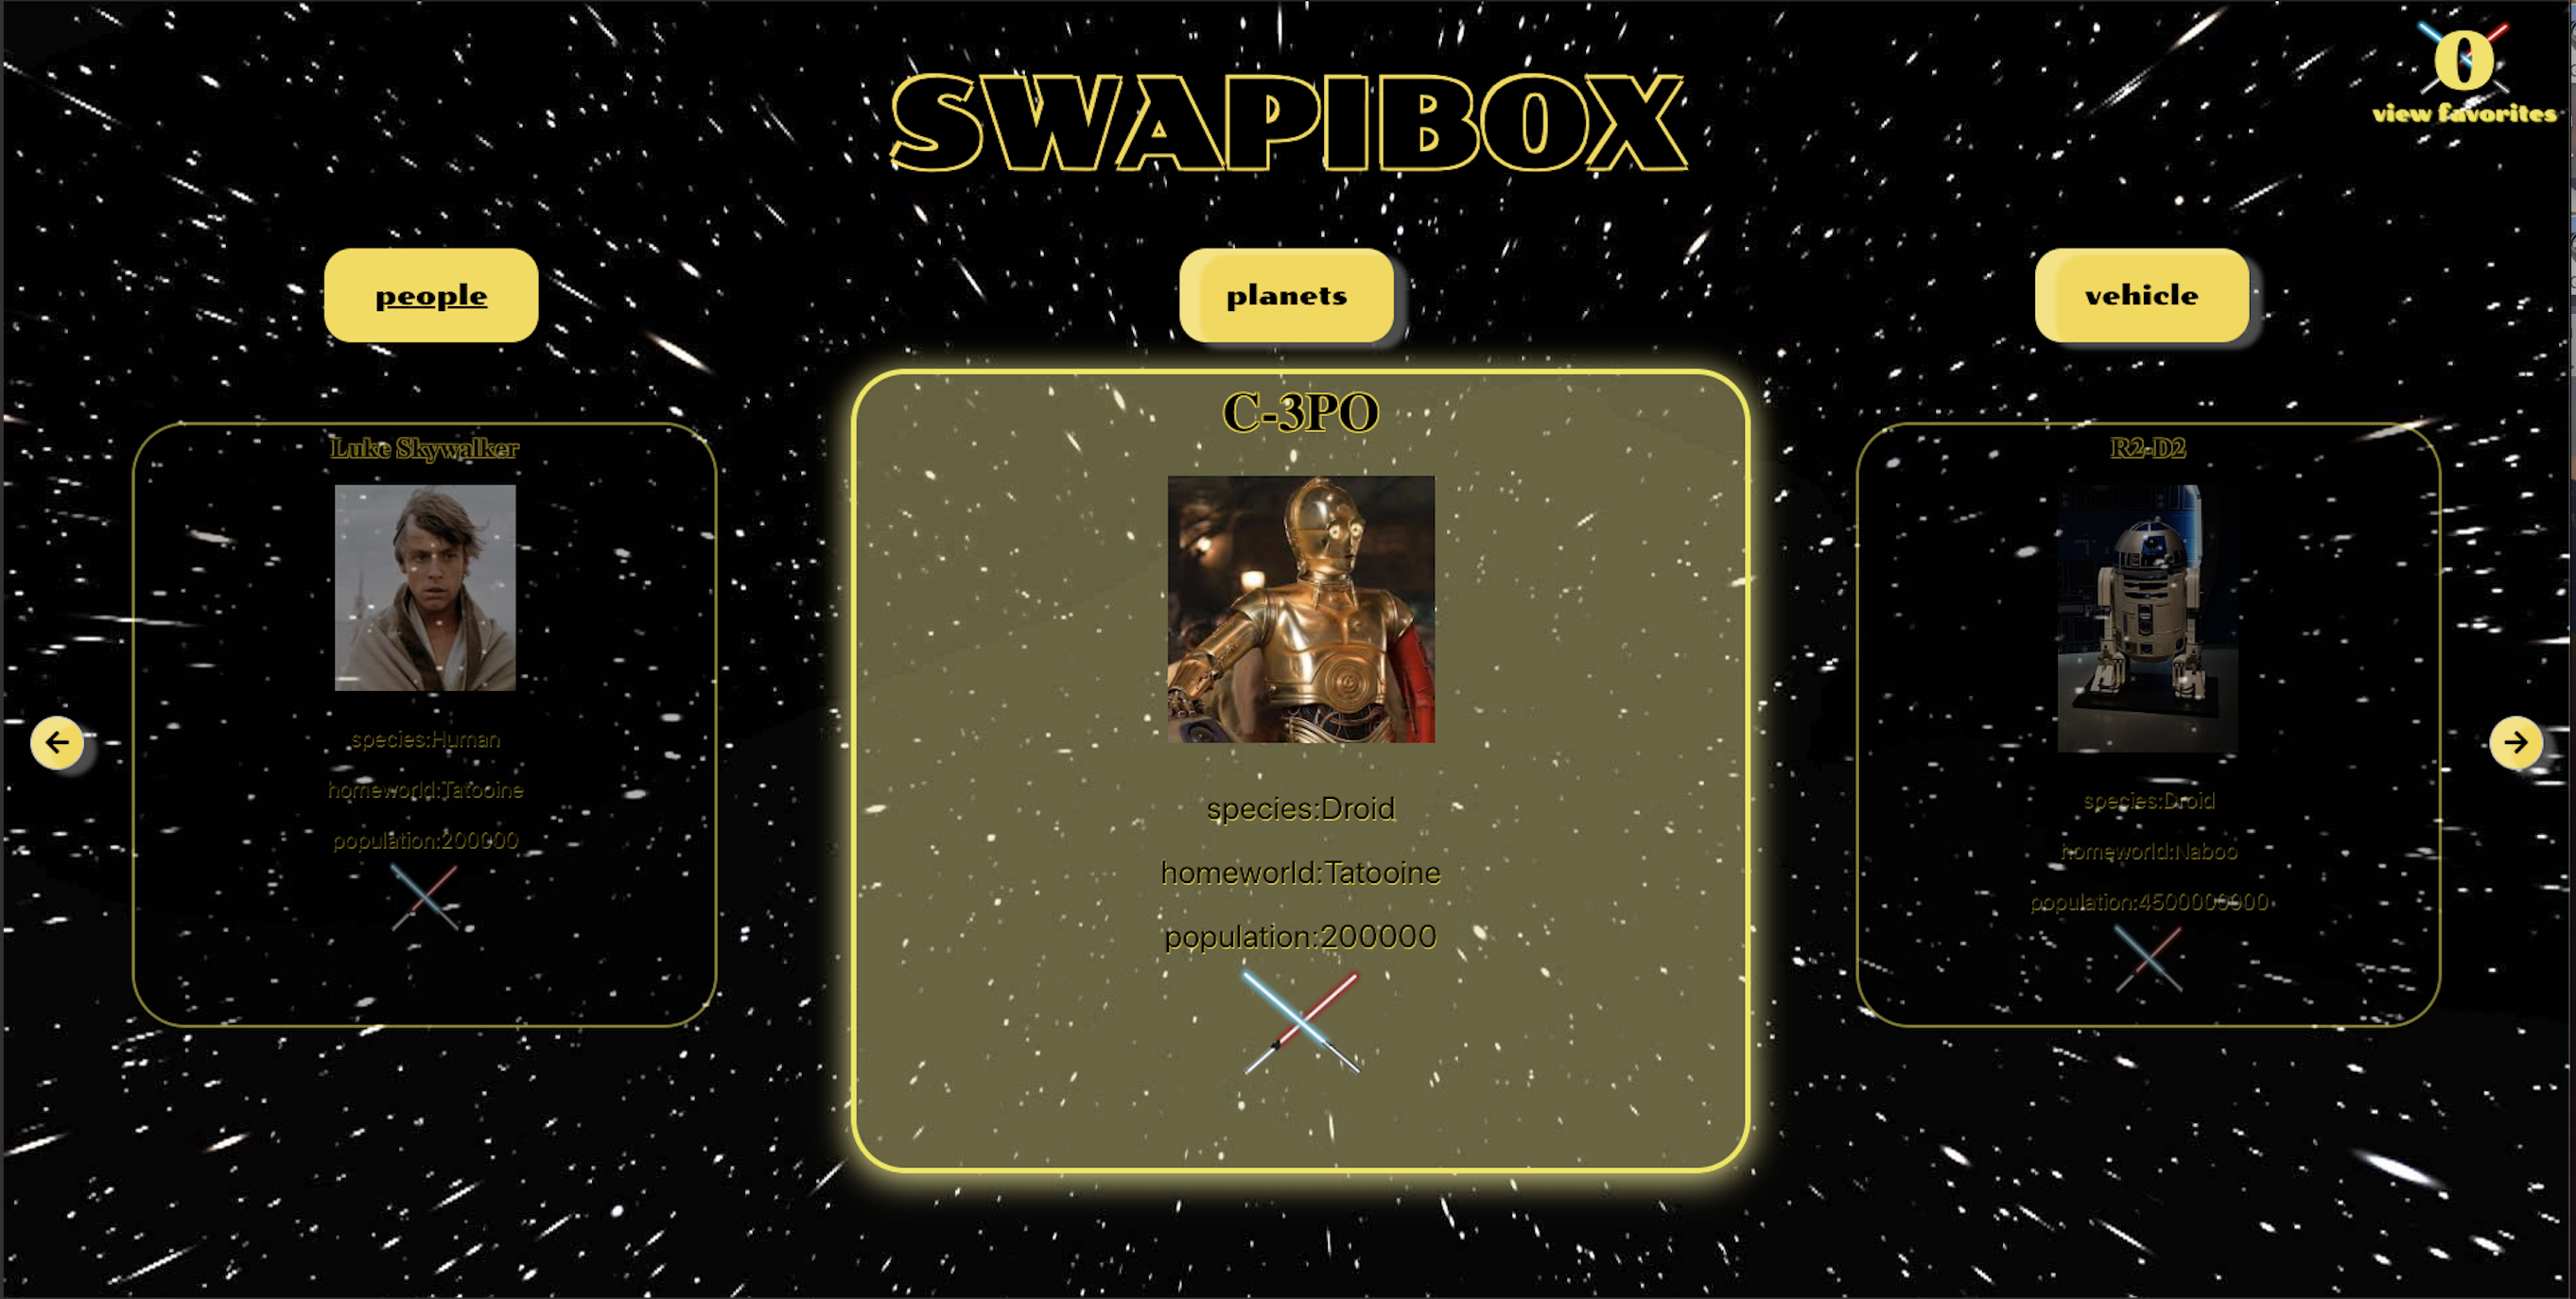 0
view favorites
SWAPIBOX
people
planets
vehicle
Luke Skywalker
species:Human
homeworld:Tatooine
population:200000
C-3PO
species:Droid
homeworld:Tatooine
population:200000
R2-D2
species:Droid
homeworld:Naboo
population:4500000000